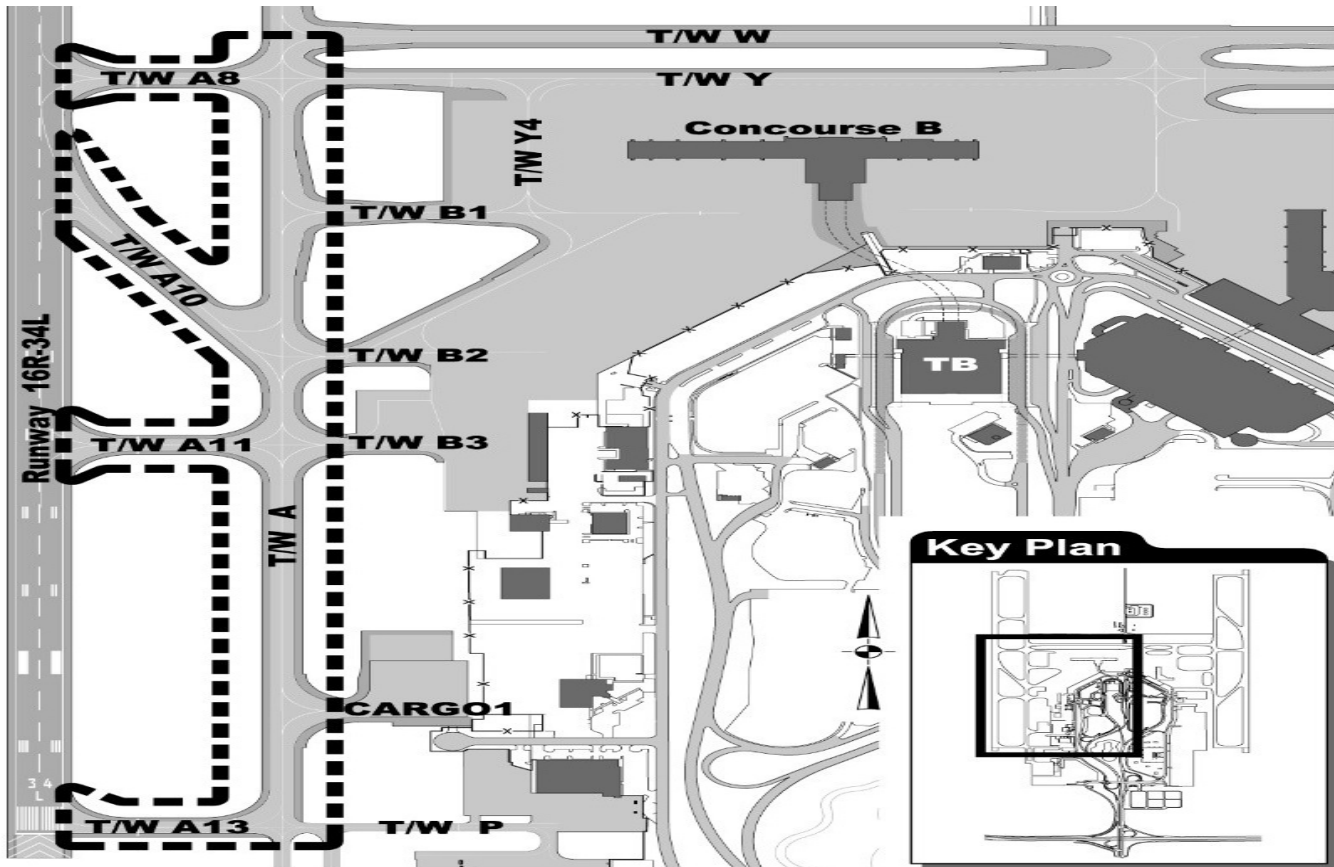 T/W W
T/W A8
T/W Y
Concourse B
T/W Y4
T/W B1
T/W A10
Runway 16R-34L
T/W B2
TB
T/W A11
T/W B3
T/W A
Key Plan
CARGO1
34
L
T/W A13
T/W P